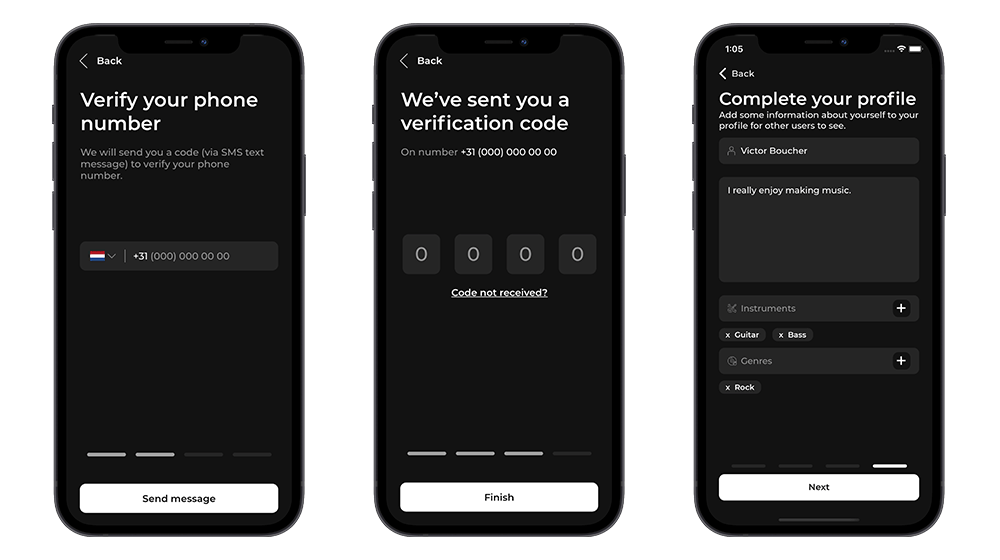 Back
Verify your phone
number
We will send you a code (via SMS text
message) to verify your phone
number.
+31 (000) 000 00 00
Send message
Back
We’ve sent you a
verification code
On number +31 (000) 000 00 00
0 0 0 0
Code not received?
Finish
1:05
Back
Complete your profile
Add some information about yourself to your
profile for other users to see.
Victor Boucher
I really enjoy making music.
Instruments +
x Guitar x Bass
Genres +
x Rock
Next